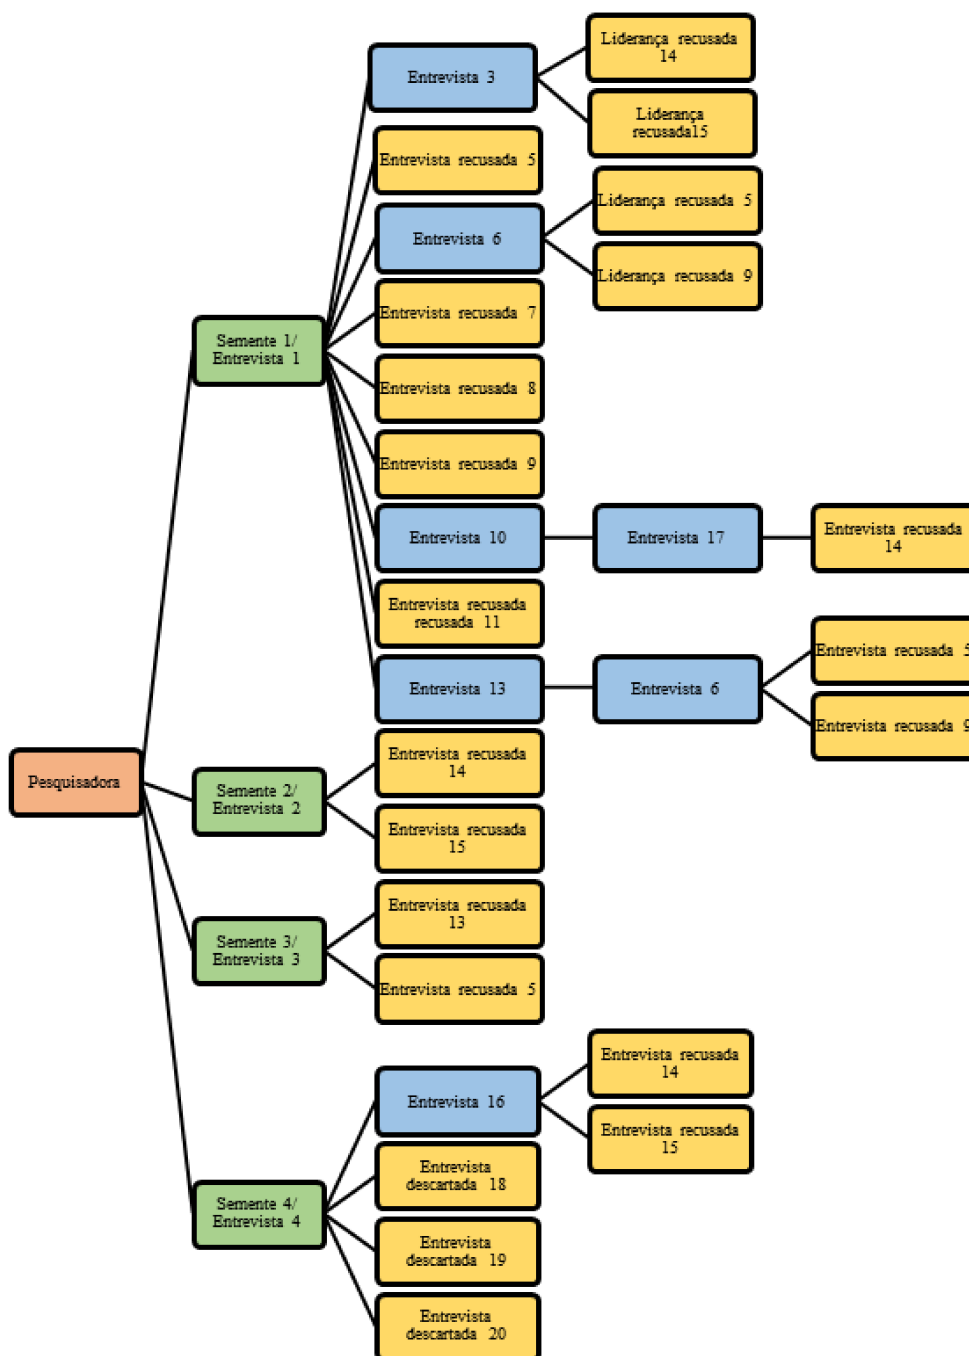 Liderança recusada
14
Entrevista 3
Liderança
recusada15
Entrevista recusada 5
Liderança recusada 5
Entrevista 6
Liderança recusada 9
Entrevista recusada 7
Semente 1/
Entrevista 1
Entrevista recusada 8
Entrevista recusada 9
Entrevista 10
Entrevista 17
Entrevista recusada
14
Entrevista recusada
recusada 11
Entrevista recusada 5
Entrevista 13
Entrevista 6
Entrevista recusada 9
Pesquisadora
Entrevista recusada
14
Semente 2/
Entrevista 2
Entrevista recusada
15
Entrevista recusada
13
Semente 3/
Entrevista 3
Entrevista recusada 5
Entrevista recusada
14
Entrevista 16
Entrevista recusada
15
Entrevista
descartada 18
Semente 4/
Entrevista 4
Entrevista
descartada 19
Entrevista
descartada 20